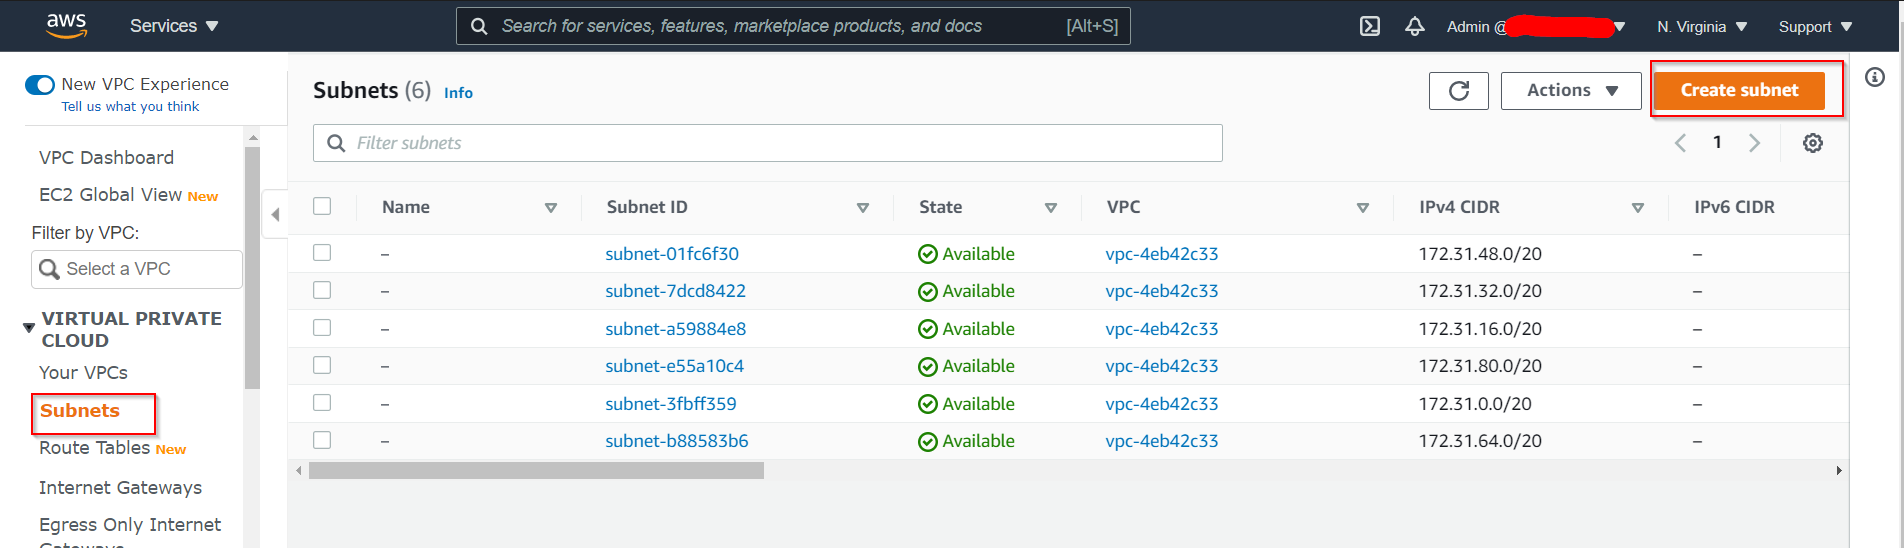 aws Services Search for services, features, marketplace products, and docs [Alt+S] Admin @ N. Virginia Support
New VPC Experience
Tell us what you think
VPC Dashboard
EC2 Global View New
Filter by VPC:
Select a VPC
VIRTUAL PRIVATE
CLOUD
Your VPCs
Subnets
Route Tables New
Internet Gateways
Egress Only Internet
Gateways
Subnets (6) Info
Actions
Create subnet
Filter subnets
1
Name Subnet ID State VPC IPv4 CIDR IPv6 CIDR
– subnet-01fc6f30 Available vpc-4eb42c33 172.31.48.0/20 –
– subnet-7dcd8422 Available vpc-4eb42c33 172.31.32.0/20 –
– subnet-a59884e8 Available vpc-4eb42c33 172.31.16.0/20 –
– subnet-e55a10c4 Available vpc-4eb42c33 172.31.80.0/20 –
– subnet-3fbff359 Available vpc-4eb42c33 172.31.0.0/20 –
– subnet-b88583b6 Available vpc-4eb42c33 172.31.64.0/20 –